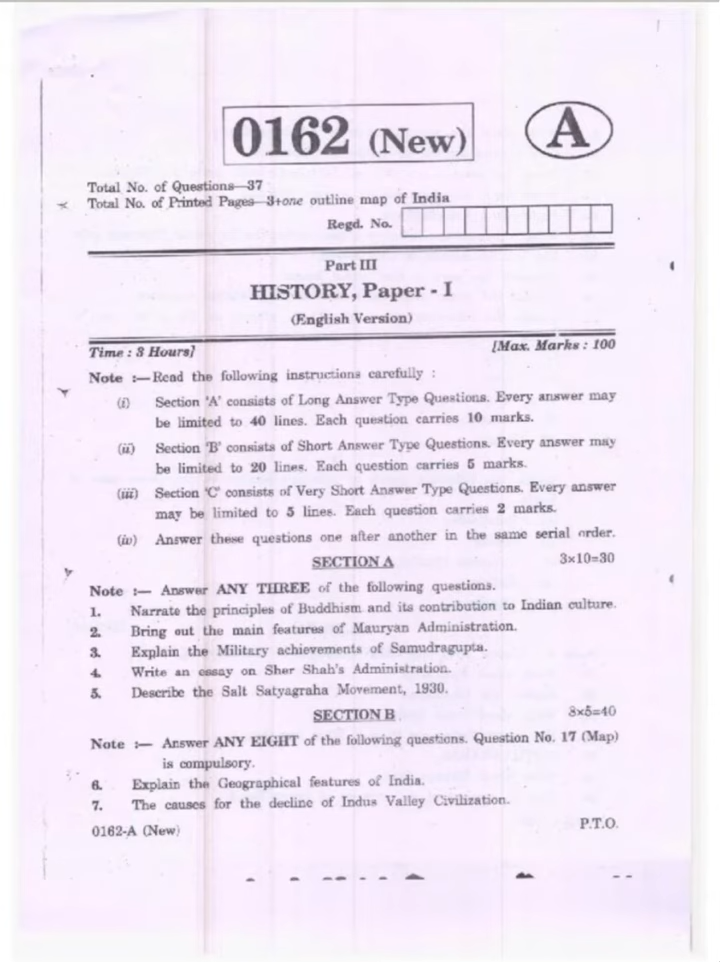 0162 (New)
A
Total No. of Questions—37
Total No. of Printed Pages—3+one outline map of India
Regd. No.
Part III
HISTORY, Paper - I
(English Version)
Time : 3 Hours]
[Max. Marks : 100
Note :—Read the following instructions carefully :
(i) Section 'A' consists of Long Answer Type Questions. Every answer may
be limited to 40 lines. Each question carries 10 marks.
(ii) Section 'B' consists of Short Answer Type Questions. Every answer may
be limited to 20 lines. Each question carries 5 marks.
(iii) Section 'C' consists of Very Short Answer Type Questions. Every answer
may be limited to 5 lines. Each question carries 2 marks.
(iv) Answer these questions one after another in the same serial order.
SECTION A 3×10=30
Note :— Answer ANY THREE of the following questions.
1. Narrate the principles of Buddhism and its contribution to Indian culture.
2. Bring out the main features of Mauryan Administration.
3. Explain the Military achievements of Samudragupta.
4. Write an essay on Sher Shah's Administration.
5. Describe the Salt Satyagraha Movement, 1930.
SECTION B 8×5=40
Note :— Answer ANY EIGHT of the following questions. Question No. 17 (Map)
is compulsory.
6. Explain the Geographical features of India.
7. The causes for the decline of Indus Valley Civilization.
0162-A (New)
P.T.O.